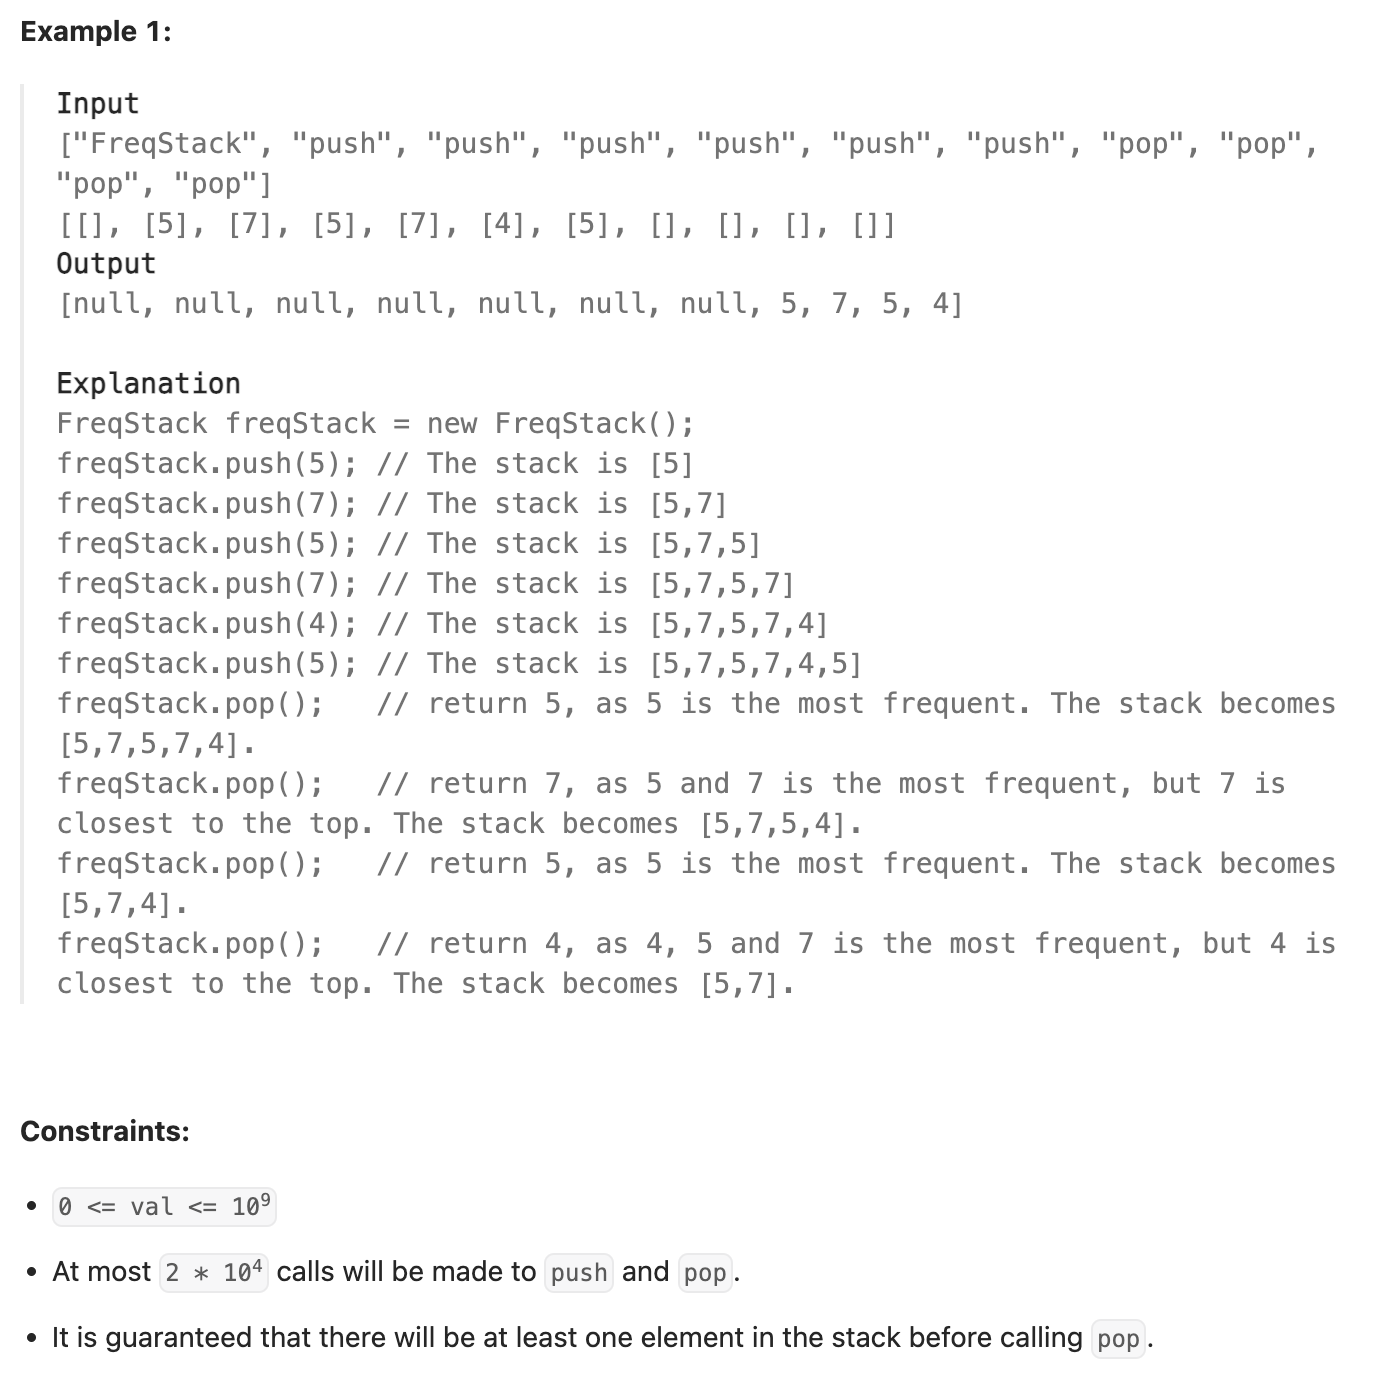 Example 1:
Input
["FreqStack", "push", "push", "push", "push", "push", "push", "pop", "pop",
"pop", "pop"]
[[], [5], [7], [5], [7], [4], [5], [], [], [], []]
Output
[null, null, null, null, null, null, null, 5, 7, 5, 4]
Explanation
FreqStack freqStack = new FreqStack();
freqStack.push(5); // The stack is [5]
freqStack.push(7); // The stack is [5,7]
freqStack.push(5); // The stack is [5,7,5]
freqStack.push(7); // The stack is [5,7,5,7]
freqStack.push(4); // The stack is [5,7,5,7,4]
freqStack.push(5); // The stack is [5,7,5,7,4,5]
freqStack.pop();   // return 5, as 5 is the most frequent. The stack becomes
[5,7,5,7,4].
freqStack.pop();   // return 7, as 5 and 7 is the most frequent, but 7 is
closest to the top. The stack becomes [5,7,5,4].
freqStack.pop();   // return 5, as 5 is the most frequent. The stack becomes
[5,7,4].
freqStack.pop();   // return 4, as 4, 5 and 7 is the most frequent, but 4 is
closest to the top. The stack becomes [5,7].
Constraints:
• 0 <= val <= 10⁹
• At most 2 * 10⁴ calls will be made to push and pop.
• It is guaranteed that there will be at least one element in the stack before calling pop.